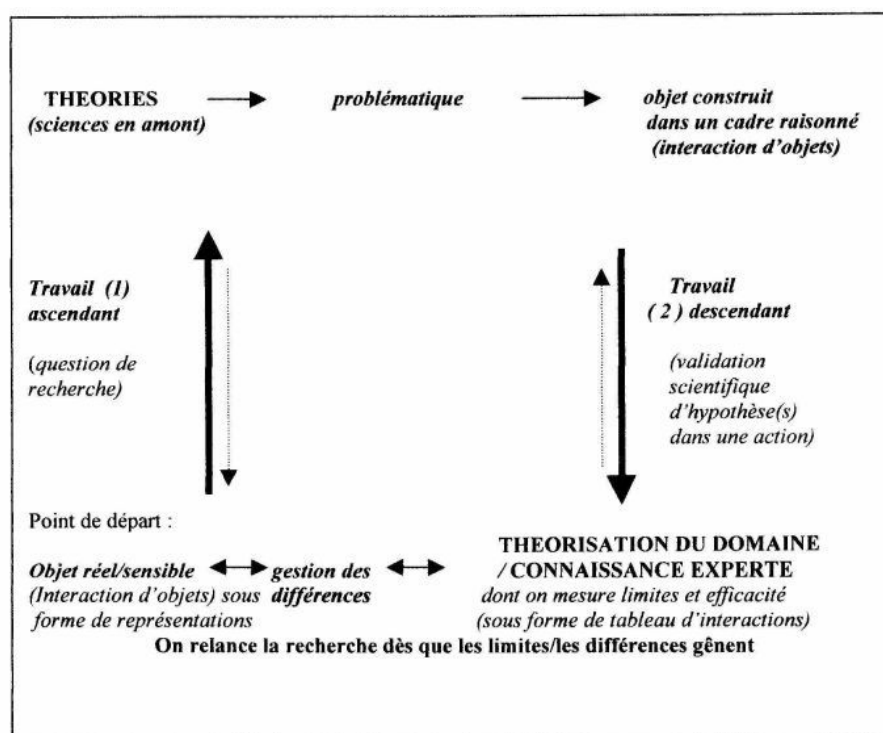 THEORIES
(sciences en amont)
problématique
objet construit
dans un cadre raisonné
(interaction d'objets)
Travail (1)
ascendant
(question de
recherche)
Travail
( 2 ) descendant
(validation
scientifique
d'hypothèse(s)
dans une action)
Point de départ :
Objet réel/sensible
(Interaction d'objets) sous
forme de représentations
gestion des
différences
THEORISATION DU DOMAINE
/ CONNAISSANCE EXPERTE
dont on mesure limites et efficacité
(sous forme de tableau d'interactions)
On relance la recherche dès que les limites/les différences gênent